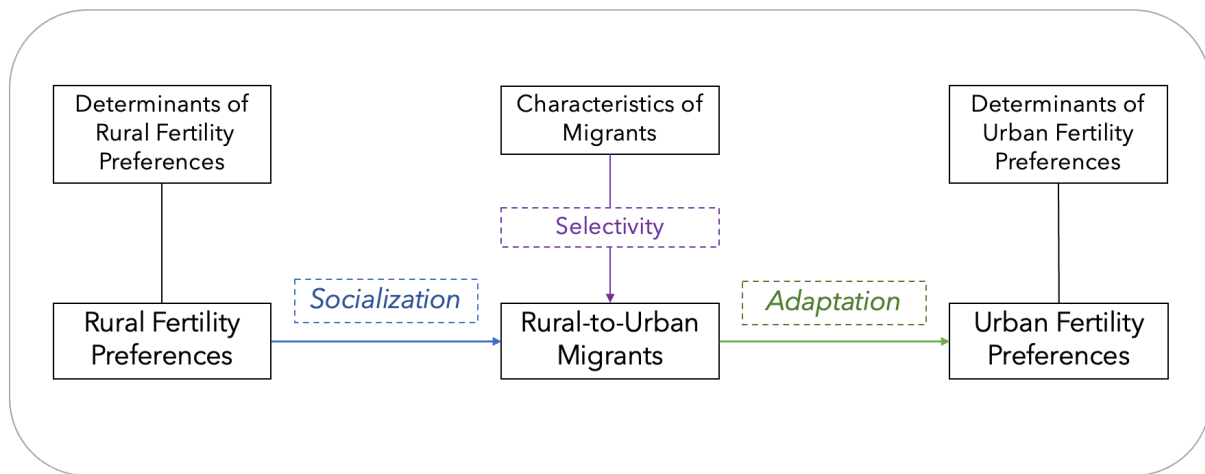 Determinants of
Rural Fertility
Preferences
Characteristics of
Migrants
Determinants of
Urban Fertility
Preferences
Selectivity
Socialization
Adaptation
Rural Fertility
Preferences
Rural-to-Urban
Migrants
Urban Fertility
Preferences